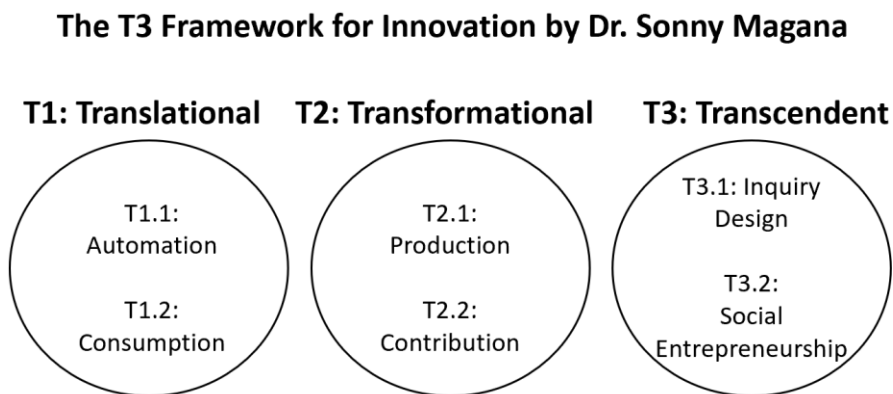 The T3 Framework for Innovation by Dr. Sonny Magana
T1: Translational
T2: Transformational
T3: Transcendent
T1.1:
Automation
T1.2:
Consumption
T2.1:
Production
T2.2:
Contribution
T3.1: Inquiry
Design
T3.2:
Social
Entrepreneurship